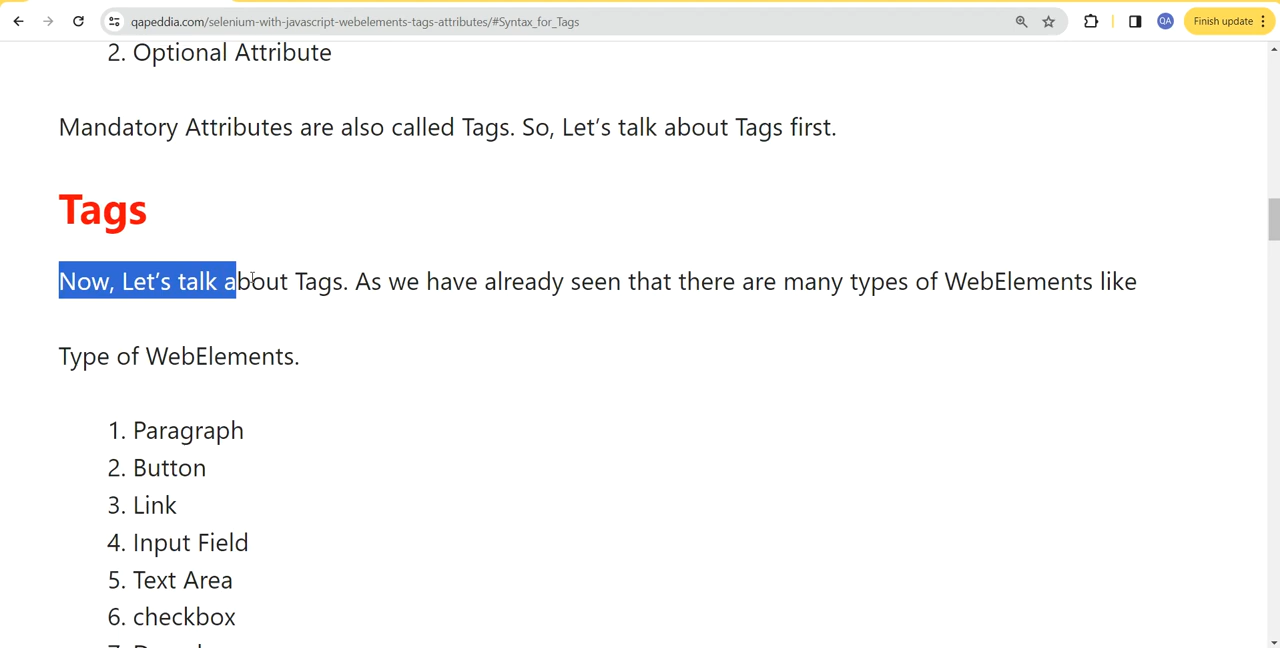 qapeddia.com/selenium-with-javascript-webelements-tags-attributes/#Syntax_for_Tags
QA
Finish update
2. Optional Attribute
Mandatory Attributes are also called Tags. So, Let’s talk about Tags first.
Tags
Now, Let’s talk about Tags. As we have already seen that there are many types of WebElements like
Type of WebElements.
1. Paragraph
2. Button
3. Link
4. Input Field
5. Text Area
6. checkbox